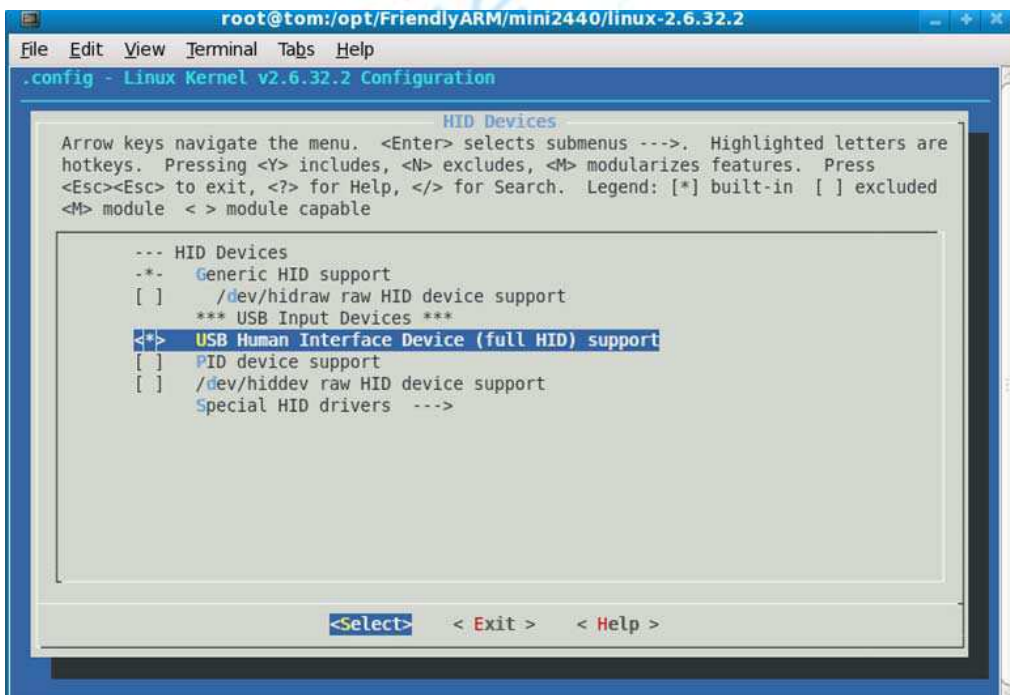 root@tom:/opt/FriendlyARM/mini2440/linux-2.6.32.2
File Edit View Terminal Tabs Help
.config - Linux Kernel v2.6.32.2 Configuration
HID Devices
Arrow keys navigate the menu. <Enter> selects submenus --->. Highlighted letters are
hotkeys. Pressing <Y> includes, <N> excludes, <M> modularizes features. Press
<Esc><Esc> to exit, <?> for Help, </> for Search. Legend: [*] built-in [ ] excluded
<M> module < > module capable
--- HID Devices
-*- Generic HID support
[ ] /dev/hidraw raw HID device support
*** USB Input Devices ***
<*> USB Human Interface Device (full HID) support
[ ] PID device support
[ ] /dev/hiddev raw HID device support
Special HID drivers --->
<Select> < Exit > < Help >